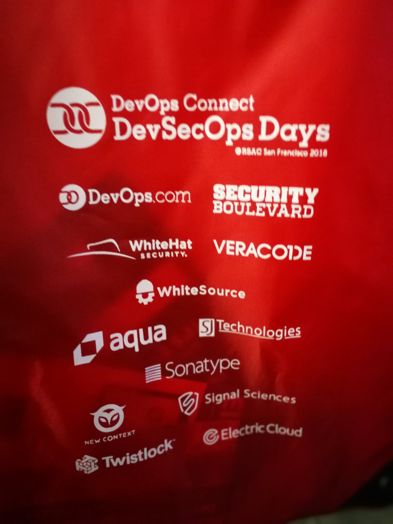 DevOps Connect
DevSecOps Days
@RSAC San Francisco 2018
DevOps.com
SECURITY BOULEVARD
WhiteHat SECURITY.
VERACODE
WhiteSource
aqua
SJ Technologies
Sonatype
Signal Sciences
NEW CONTEXT
Electric Cloud
Twistlock